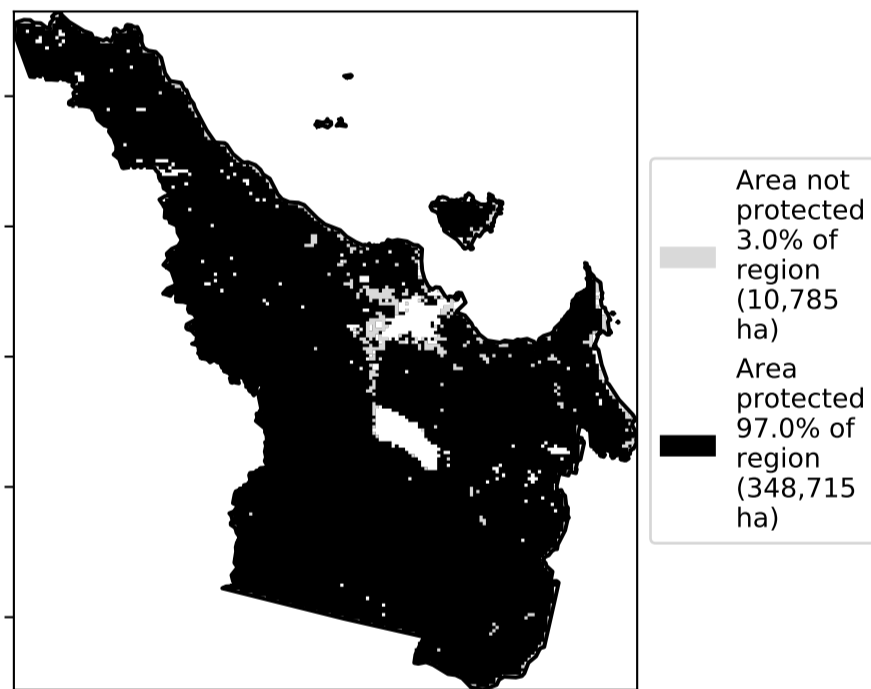 Area not
protected
3.0% of
region
(10,785
ha)
Area
protected
97.0% of
region
(348,715
ha)